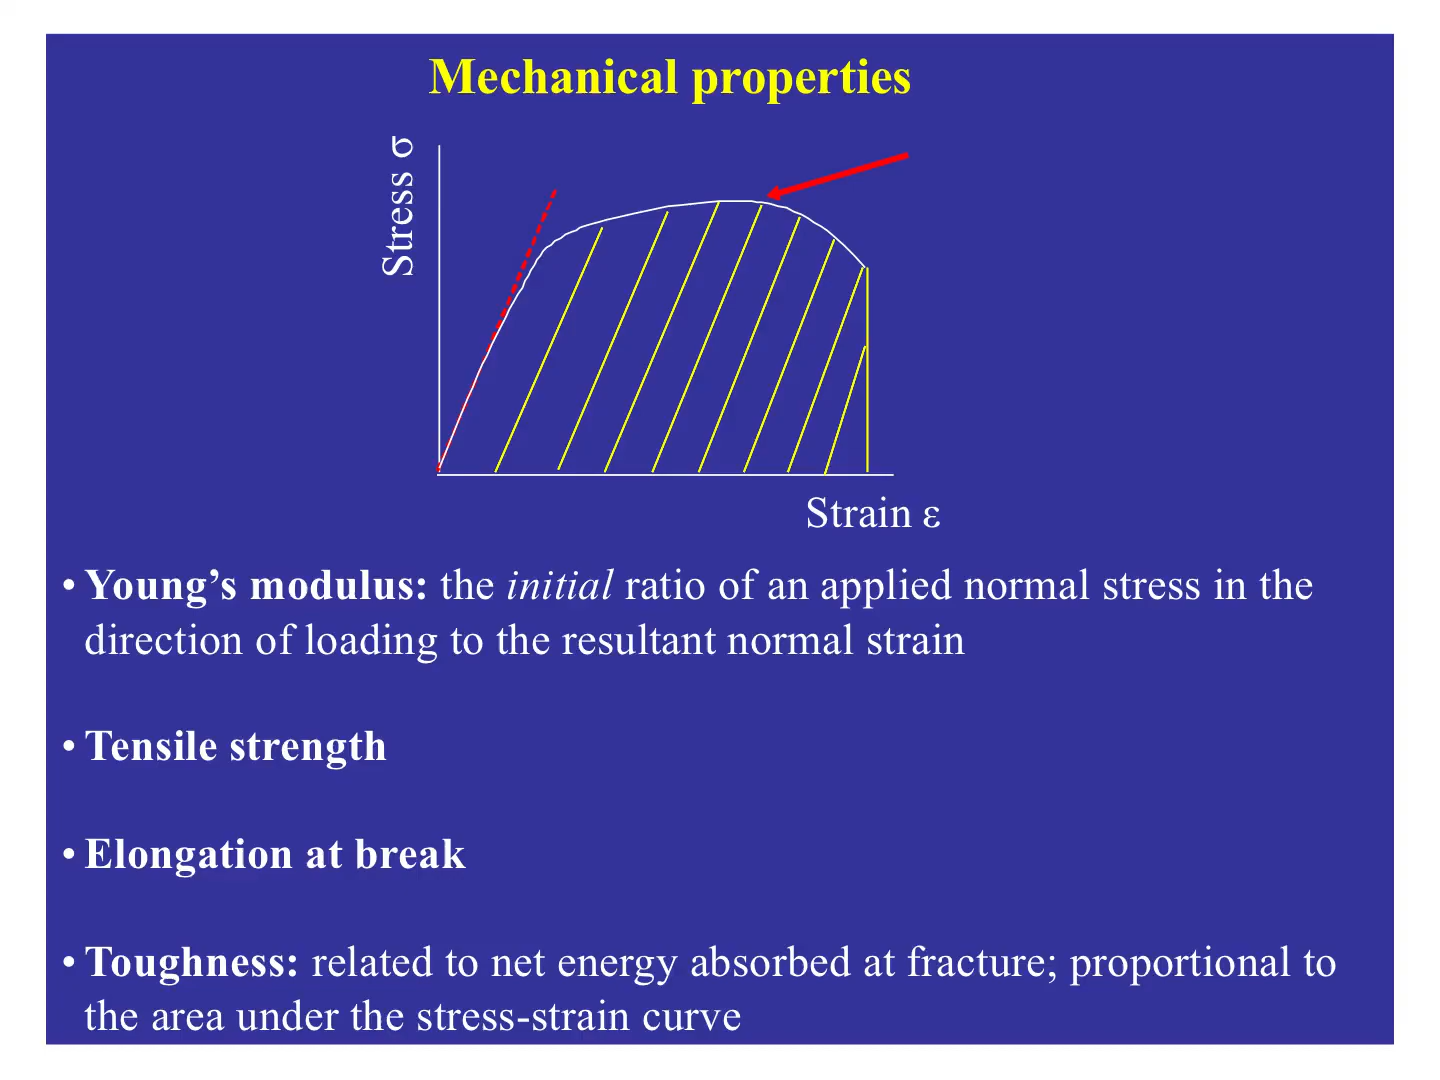 Mechanical properties
Stress σ
Strain ε
• Young’s modulus: the initial ratio of an applied normal stress in the
direction of loading to the resultant normal strain
• Tensile strength
• Elongation at break
• Toughness: related to net energy absorbed at fracture; proportional to
the area under the stress-strain curve